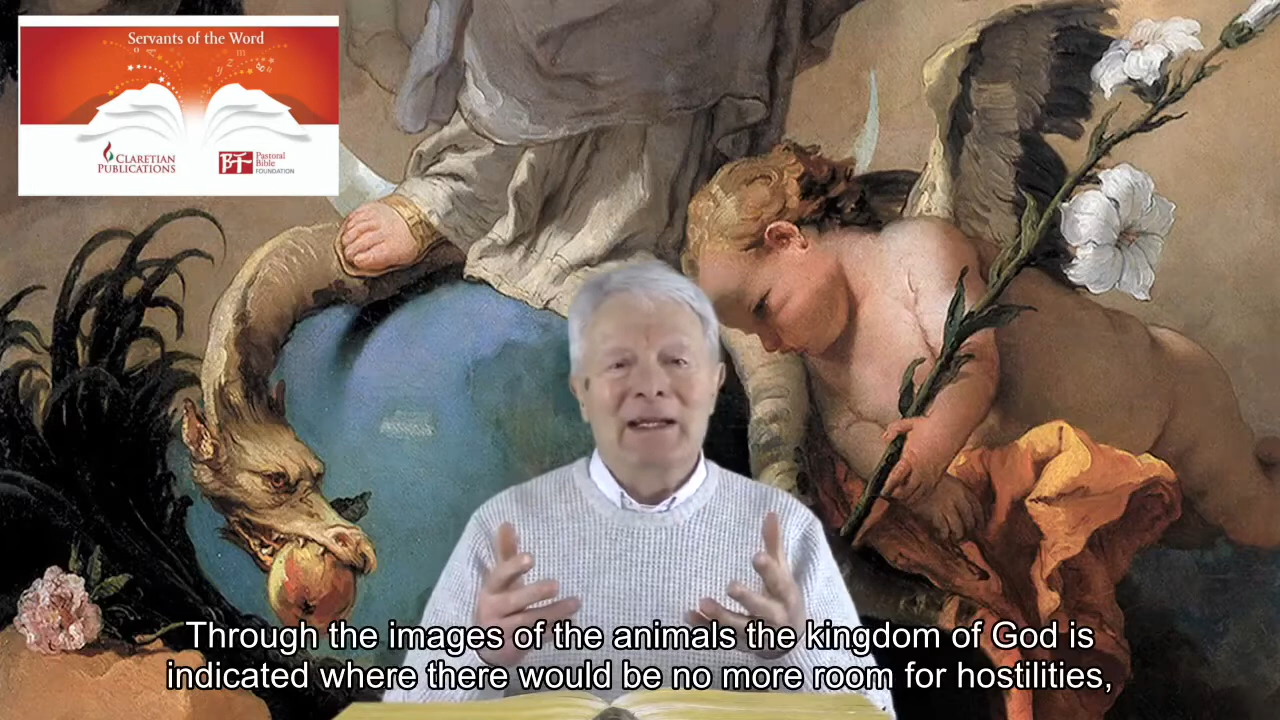 Servants of the Word
CLARETIAN
PUBLICATIONS
Pastoral
Bible
FOUNDATION
Through the images of the animals the kingdom of God is
indicated where there would be no more room for hostilities,